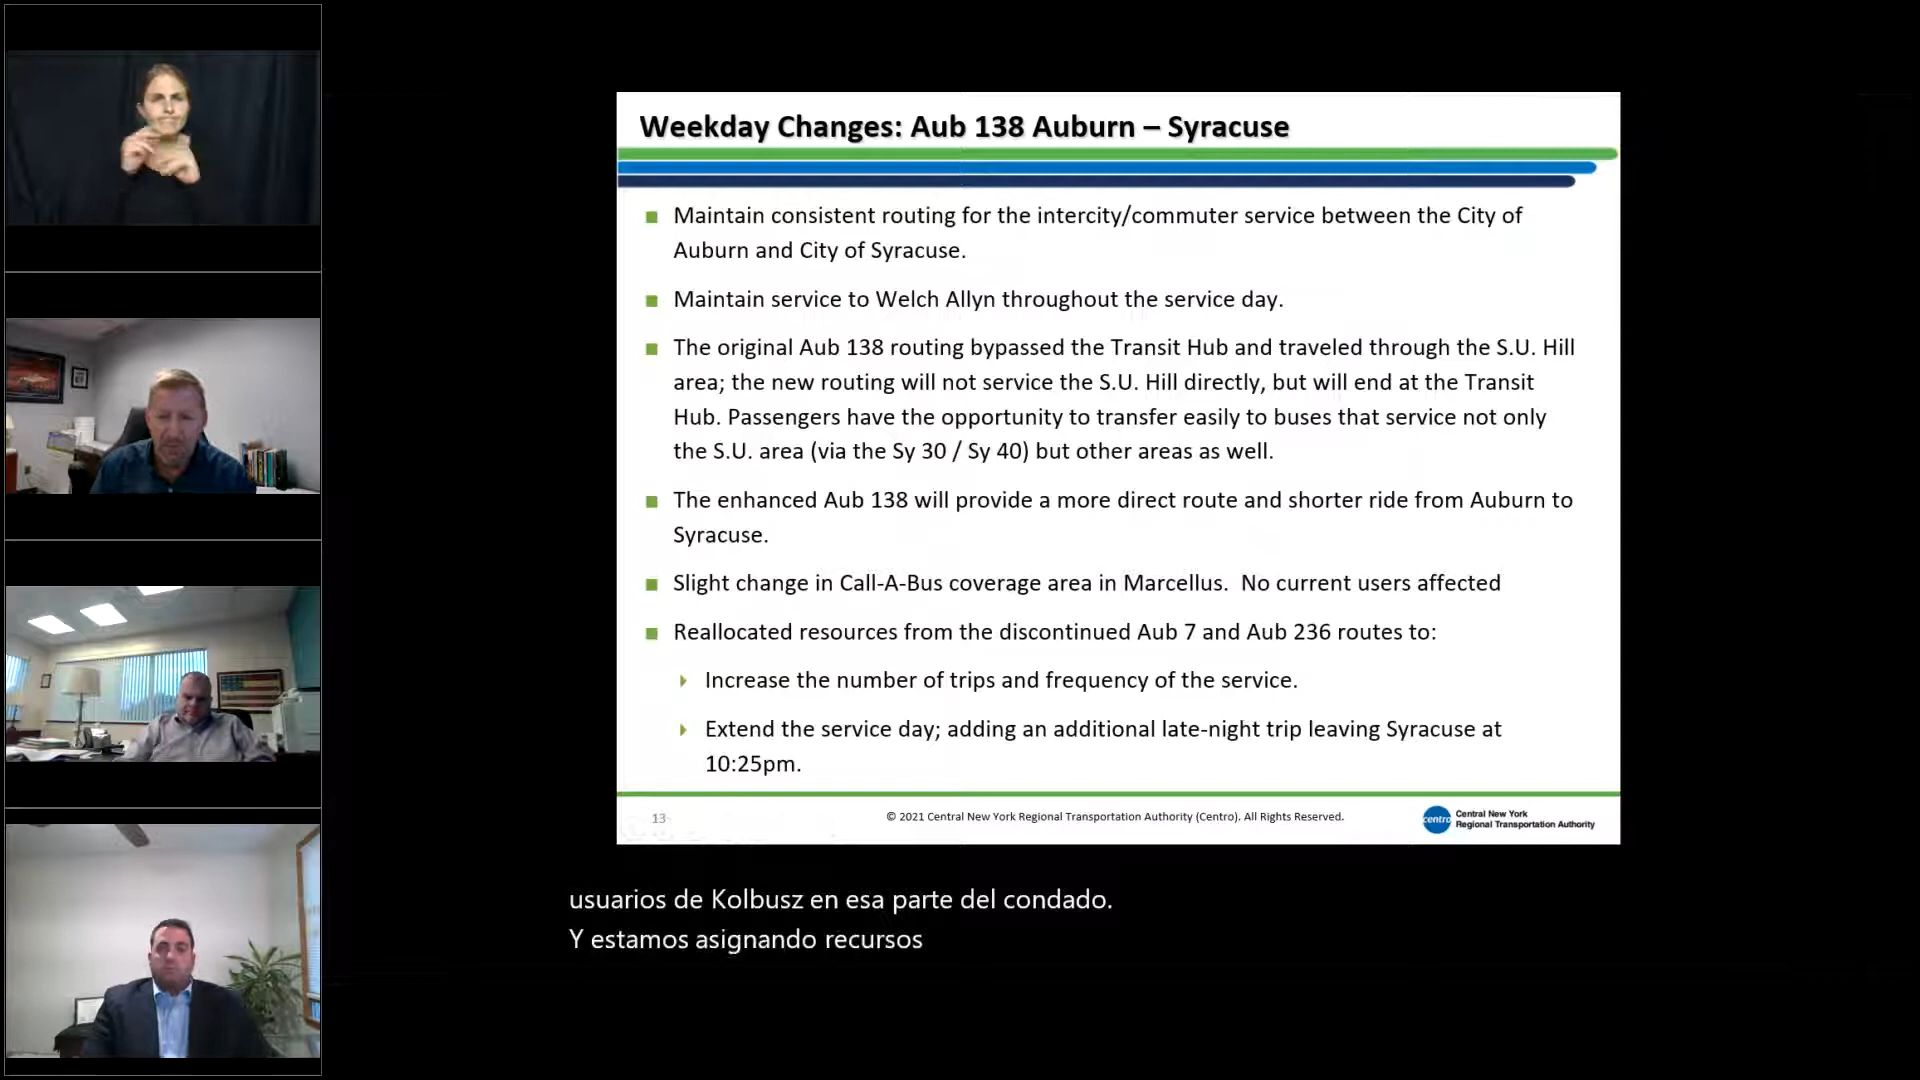 Weekday Changes: Aub 138 Auburn – Syracuse
■ Maintain consistent routing for the intercity/commuter service between the City of
Auburn and City of Syracuse.
■ Maintain service to Welch Allyn throughout the service day.
■ The original Aub 138 routing bypassed the Transit Hub and traveled through the S.U. Hill
area; the new routing will not service the S.U. Hill directly, but will end at the Transit
Hub. Passengers have the opportunity to transfer easily to buses that service not only
the S.U. area (via the Sy 30 / Sy 40) but other areas as well.
■ The enhanced Aub 138 will provide a more direct route and shorter ride from Auburn to
Syracuse.
■ Slight change in Call-A-Bus coverage area in Marcellus.  No current users affected
■ Reallocated resources from the discontinued Aub 7 and Aub 236 routes to:
Increase the number of trips and frequency of the service.
Extend the service day; adding an additional late-night trip leaving Syracuse at
10:25pm.
13
© 2021 Central New York Regional Transportation Authority (Centro). All Rights Reserved.
centro
Central New York
Regional Transportation Authority
usuarios de Kolbusz en esa parte del condado.
Y estamos asignando recursos